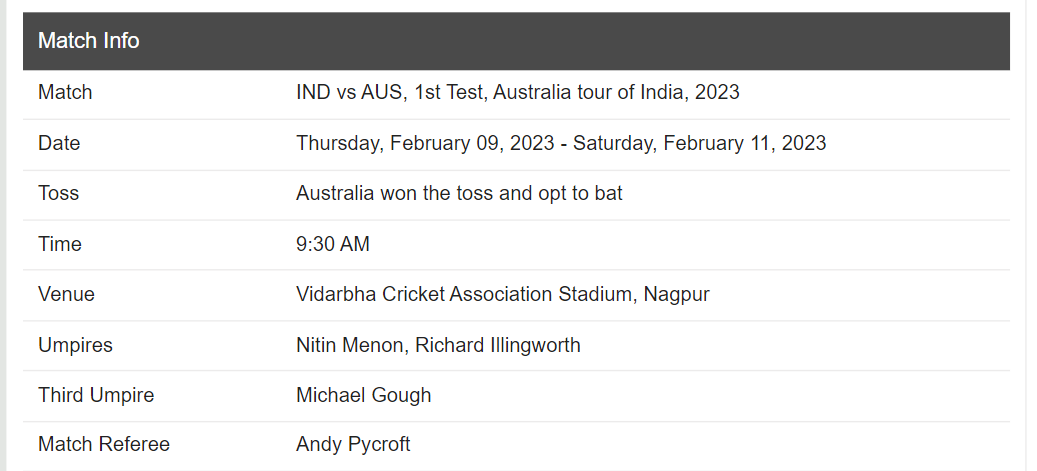 Match Info
Match IND vs AUS, 1st Test, Australia tour of India, 2023
Date Thursday, February 09, 2023 - Saturday, February 11, 2023
Toss Australia won the toss and opt to bat
Time 9:30 AM
Venue Vidarbha Cricket Association Stadium, Nagpur
Umpires Nitin Menon, Richard Illingworth
Third Umpire Michael Gough
Match Referee Andy Pycroft